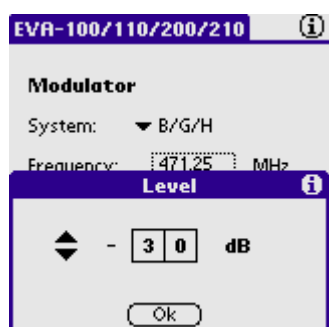 EVA-100/110/200/210
Modulator
System: B/G/H
Frequency: 471.25 MHz
Level
- 3 0 dB
Ok